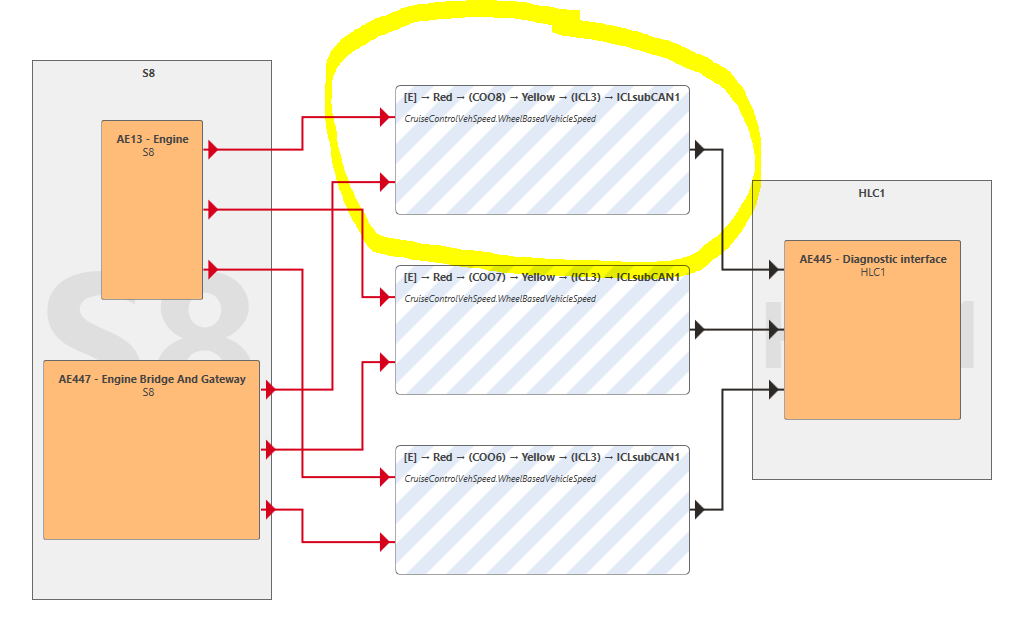 S8
AE13 - Engine
S8
S8
AE447 - Engine Bridge And Gateway
S8
[E] → Red → (COO8) → Yellow → (ICL3) → ICLsubCAN1
CruiseControlVehSpeed.WheelBasedVehicleSpeed
[E] → Red → (COO7) → Yellow → (ICL3) → ICLsubCAN1
CruiseControlVehSpeed.WheelBasedVehicleSpeed
[E] → Red → (COO6) → Yellow → (ICL3) → ICLsubCAN1
CruiseControlVehSpeed.WheelBasedVehicleSpeed
HLC1
AE445 - Diagnostic interface
HLC1